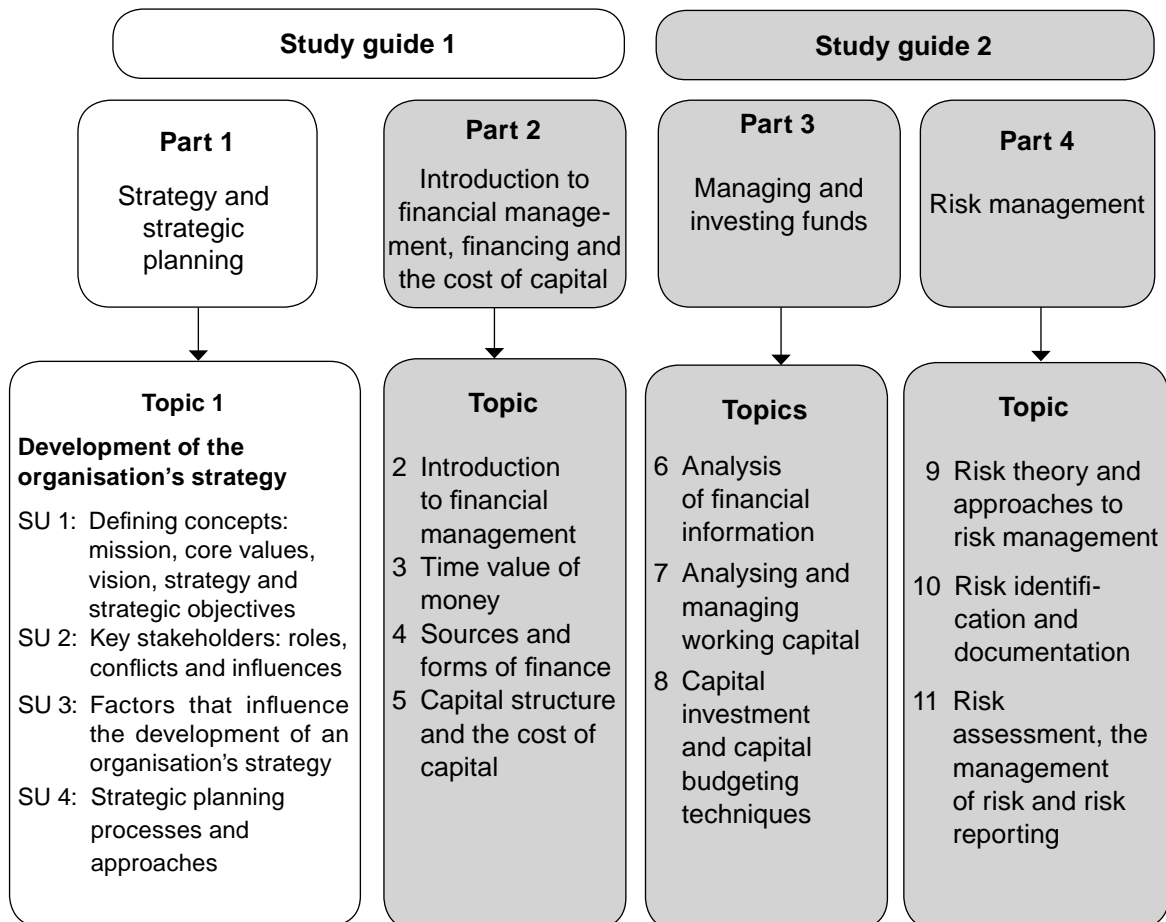 Study guide 1
Study guide 2
Part 1
Strategy and
strategic
planning
Part 2
Introduction to
financial manage-
ment, financing and
the cost of capital
Part 3
Managing and
investing funds
Part 4
Risk management
Topic 1
Development of the
organisation’s strategy
SU 1: Defining concepts:
mission, core values,
vision, strategy and
strategic objectives
SU 2: Key stakeholders: roles,
conflicts and influences
SU 3: Factors that influence
the development of an
organisation’s strategy
SU 4: Strategic planning
processes and
approaches
Topic
2 Introduction
to financial
management
3 Time value of
money
4 Sources and
forms of finance
5 Capital structure
and the cost of
capital
Topics
6 Analysis
of financial
information
7 Analysing and
managing
working capital
8 Capital
investment
and capital
budgeting
techniques
Topic
9 Risk theory and
approaches to
risk management
10 Risk identifi-
cation and
documentation
11 Risk
assessment, the
management
of risk and risk
reporting